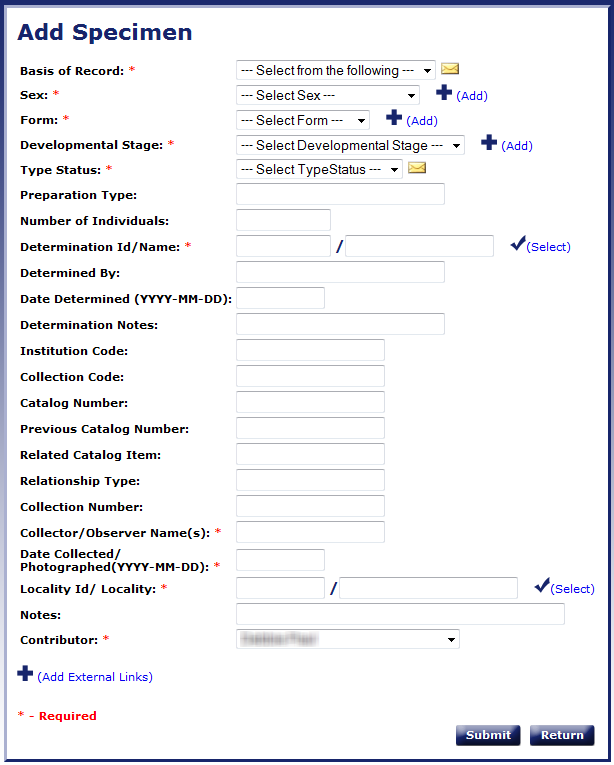 Add Specimen
Basis of Record: * --- Select from the following ---
Sex: * --- Select Sex --- (Add)
Form: * --- Select Form --- (Add)
Developmental Stage: * --- Select Developmental Stage --- (Add)
Type Status: * --- Select TypeStatus ---
Preparation Type:
Number of Individuals:
Determination Id/Name: * / (Select)
Determined By:
Date Determined (YYYY-MM-DD):
Determination Notes:
Institution Code:
Collection Code:
Catalog Number:
Previous Catalog Number:
Related Catalog Item:
Relationship Type:
Collection Number:
Collector/Observer Name(s): *
Date Collected/
Photographed(YYYY-MM-DD): *
Locality Id/ Locality: * / (Select)
Notes:
Contributor: *
(Add External Links)
* - Required
Submit Return